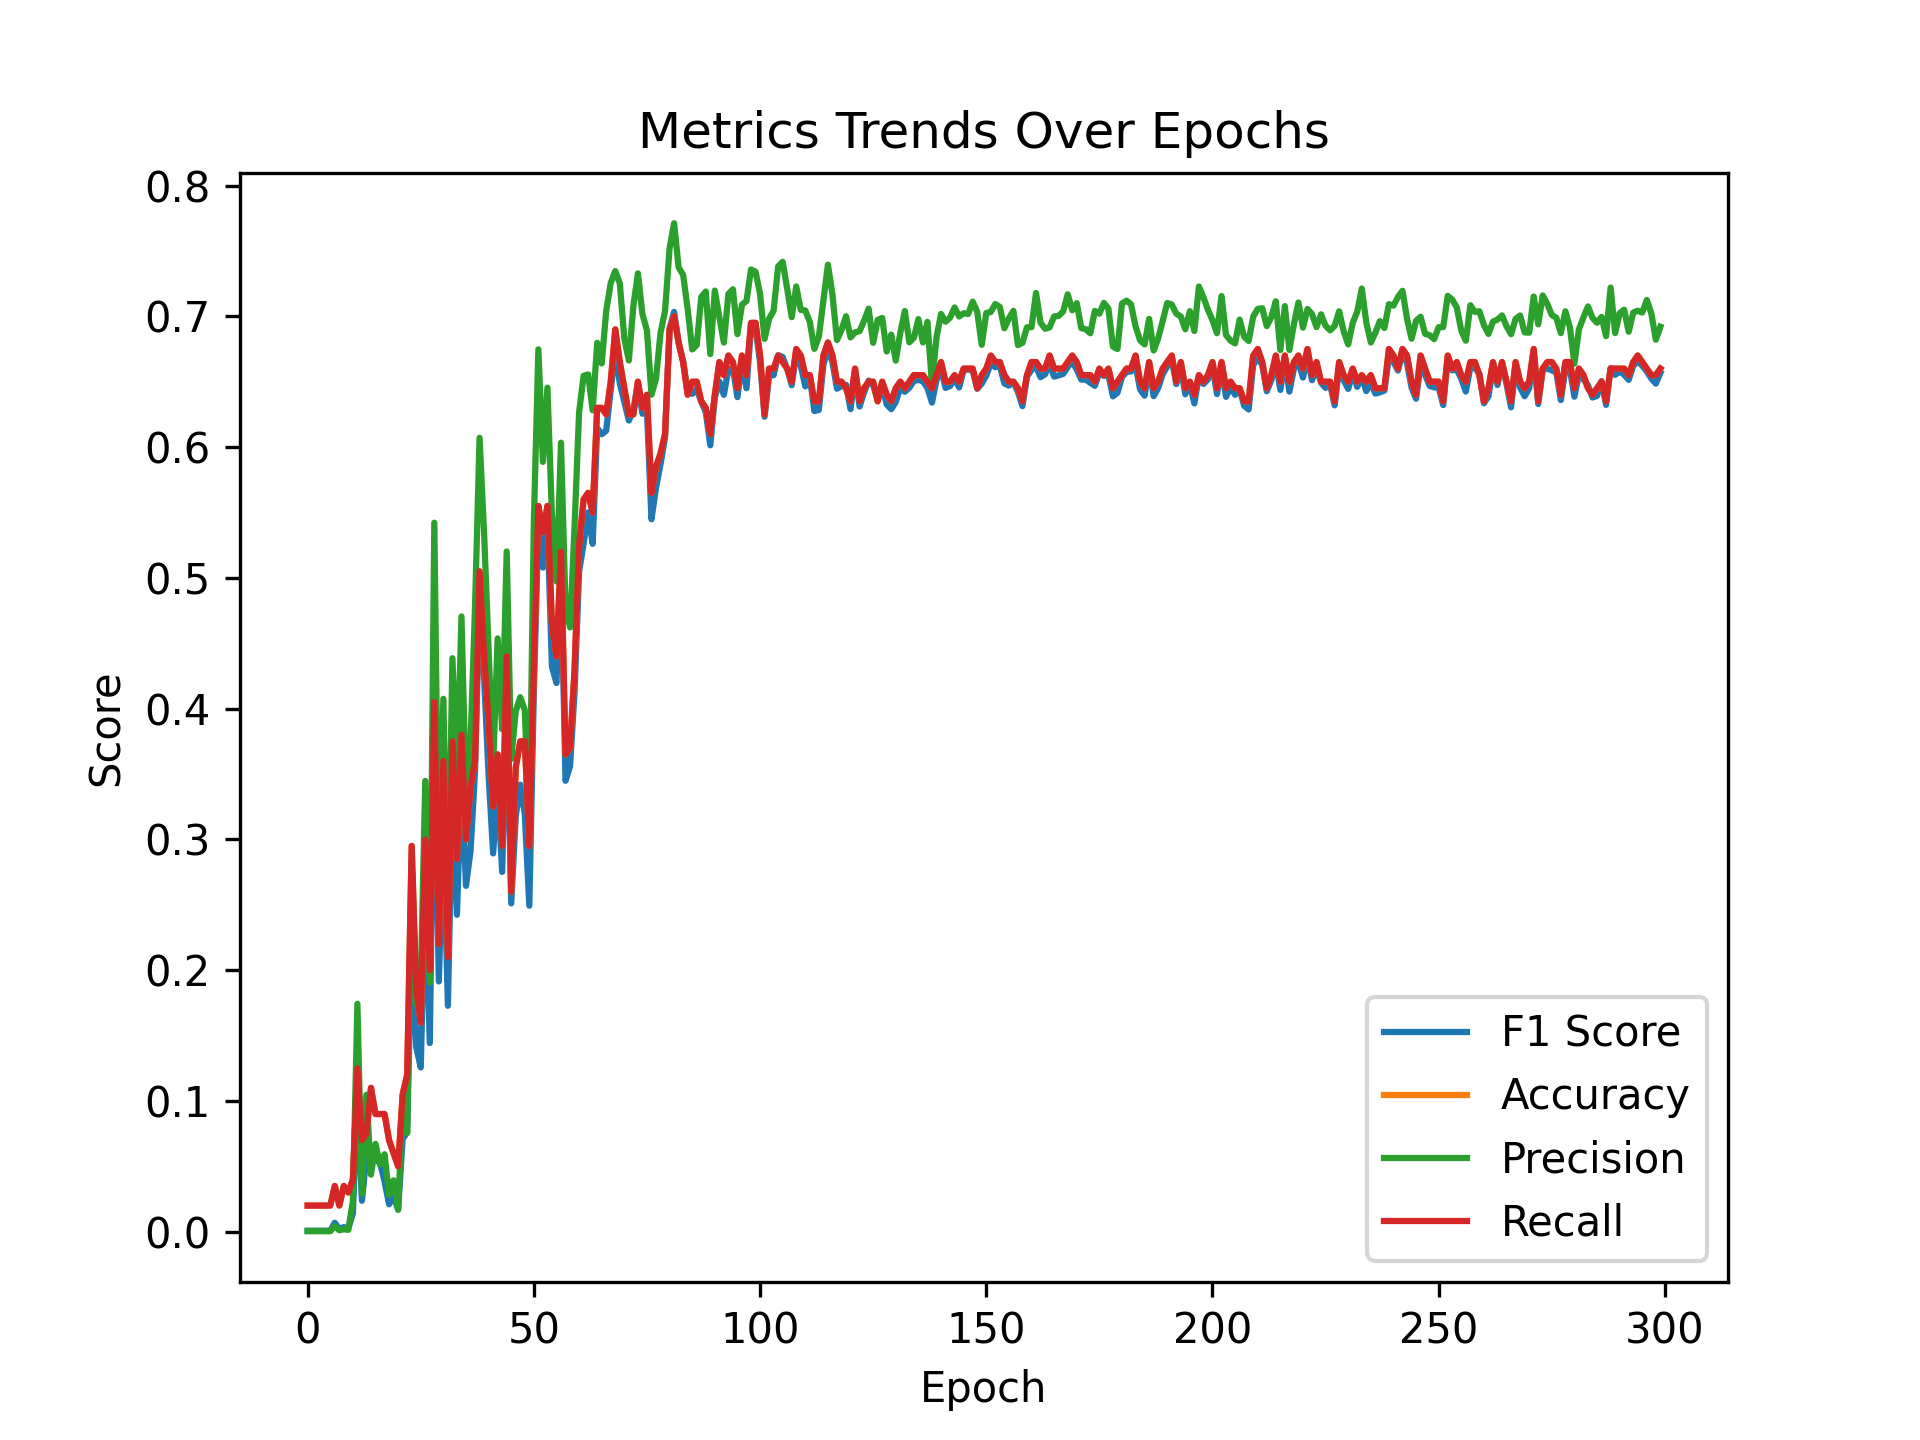 Metrics Trends Over Epochs
0.8
0.7
0.6
0.5
0.4
0.3
0.2
0.1
0.0
Score
0 50 100 150 200 250 300
Epoch
F1 Score
Accuracy
Precision
Recall